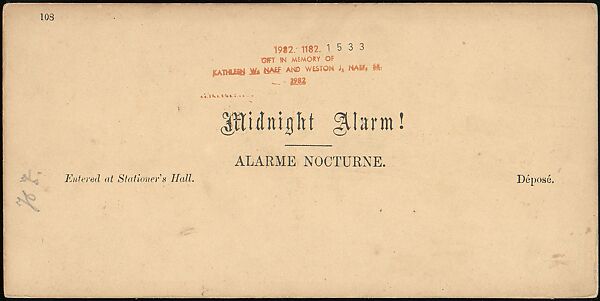 108
1982. 1182. 1533
GIFT IN MEMORY OF
KATHLEEN W. NAEF AND WESTON J. NAEF, SR.
1982
Midnight Alarm!
ALARME NOCTURNE.
Entered at Stationer's Hall.
Déposé.